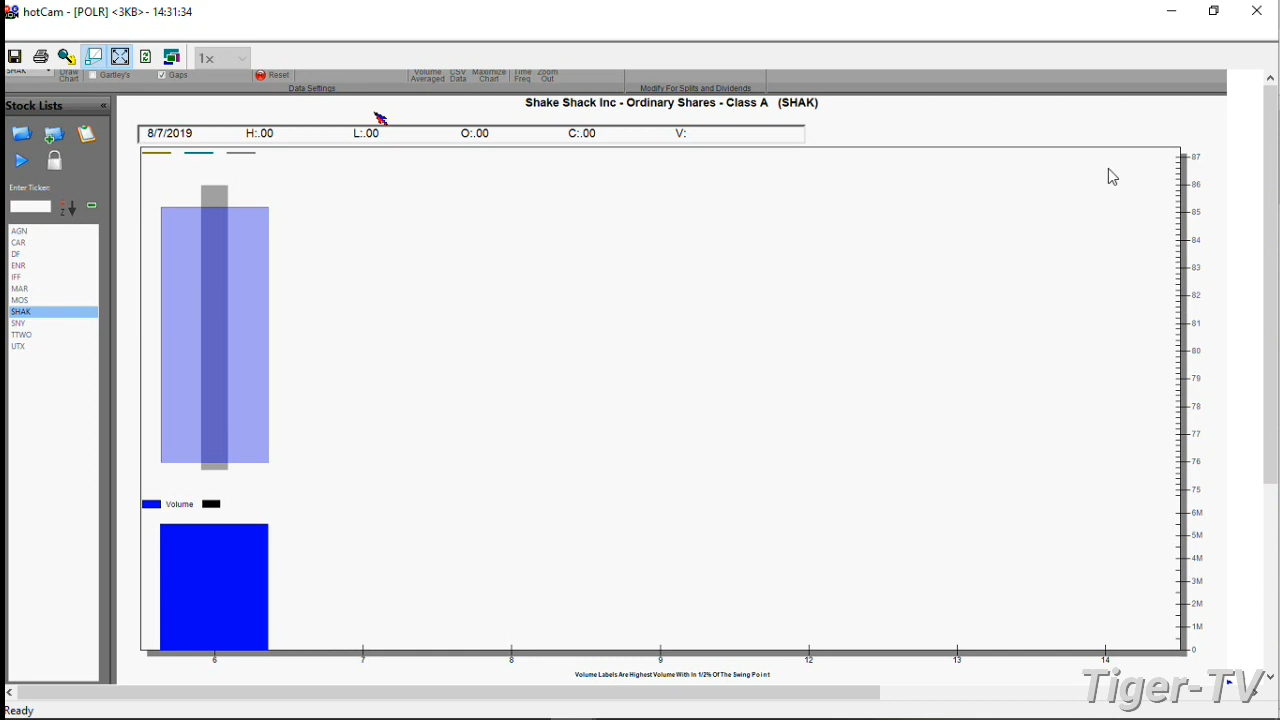 hotCam - [POLR] <3KB> - 14:31:34
1x
SHAK Draw Chart Gartley's Gaps Reset Volume Averaged CSV Data Maximize Chart Time Freq Zoom Out
Data Settings Modify For Splits and Dividends
Stock Lists «
Shake Shack Inc - Ordinary Shares - Class A (SHAK)
8/7/2019 H:.00 L:.00 O:.00 C:.00 V:
Enter Ticker:
AGN
CAR
DF
ENR
IFF
MAR
MOS
SHAK
SNY
TTWO
UTX
87
86
85
84
83
82
81
80
79
78
77
76
75
Volume
6M
5M
4M
3M
2M
1M
0
6 7 8 9 12 13 14
Volume Labels Are Highest Volume With In 1/2% Of The Swing Point
Tiger-TV
Ready